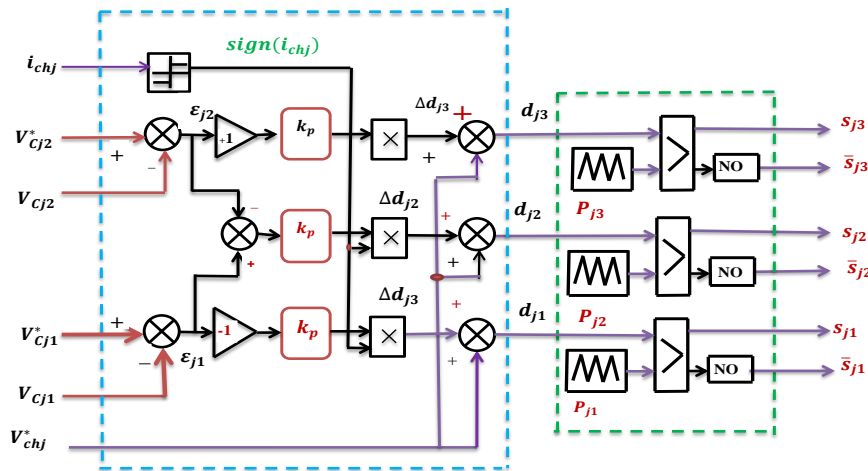 sign(i_chj)
i_chj
ε_j2
Δd_j3
+
d_j3
s_j3
V*_Cj2
+
+1
k_p
×
+
>
−
NO
s̅_j3
V_Cj2
P_j3
−
k_p
Δd_j2
+
d_j2
s_j2
×
+
>
+
NO
s̅_j2
Δd_j3
+
P_j2
V*_Cj1
+
-1
k_p
d_j1
s_j1
−
ε_j1
×
+
>
NO
s̅_j1
V_Cj1
P_j1
V*_chj